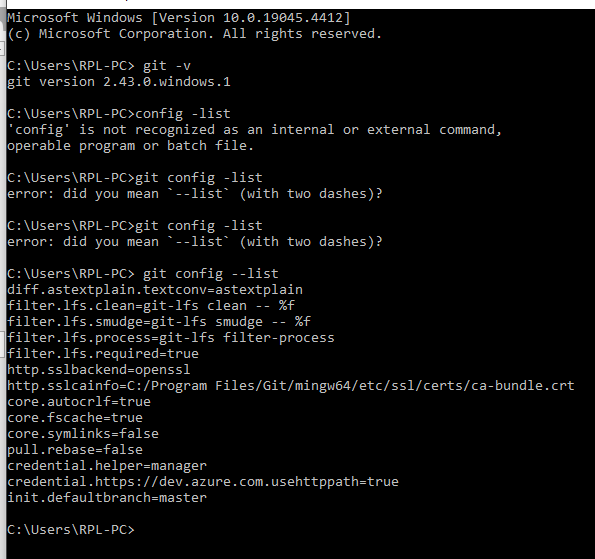 Microsoft Windows [Version 10.0.19045.4412]
(c) Microsoft Corporation. All rights reserved.
C:\Users\RPL-PC> git -v
git version 2.43.0.windows.1
C:\Users\RPL-PC>config -list
'config' is not recognized as an internal or external command,
operable program or batch file.
C:\Users\RPL-PC>git config -list
error: did you mean `--list` (with two dashes)?
C:\Users\RPL-PC>git config -list
error: did you mean `--list` (with two dashes)?
C:\Users\RPL-PC> git config --list
diff.astextplain.textconv=astextplain
filter.lfs.clean=git-lfs clean -- %f
filter.lfs.smudge=git-lfs smudge -- %f
filter.lfs.process=git-lfs filter-process
filter.lfs.required=true
http.sslbackend=openssl
http.sslcainfo=C:/Program Files/Git/mingw64/etc/ssl/certs/ca-bundle.crt
core.autocrlf=true
core.fscache=true
core.symlinks=false
pull.rebase=false
credential.helper=manager
credential.https://dev.azure.com.usehttppath=true
init.defaultbranch=master
C:\Users\RPL-PC>